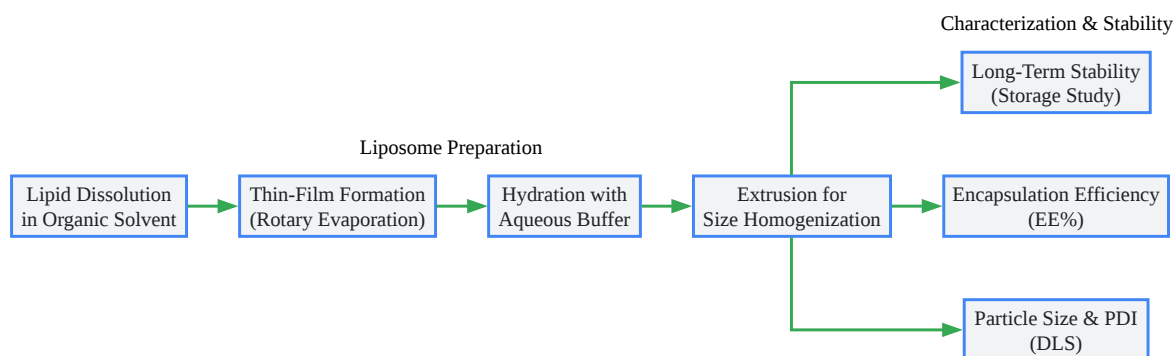 Characterization & Stability
Long-Term Stability
(Storage Study)
Liposome Preparation
Lipid Dissolution
in Organic Solvent
Thin-Film Formation
(Rotary Evaporation)
Hydration with
Aqueous Buffer
Extrusion for
Size Homogenization
Encapsulation Efficiency
(EE%)
Particle Size & PDI
(DLS)